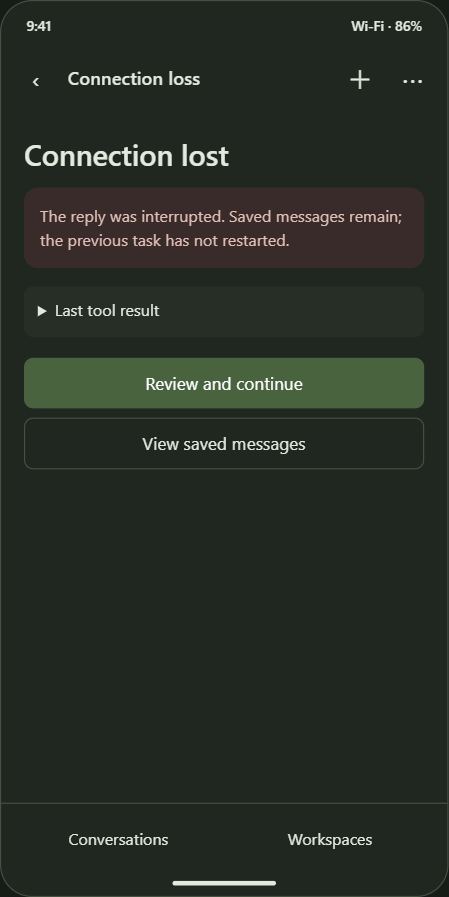 9:41
Wi-Fi · 86%
‹ Connection loss + ...
Connection lost
The reply was interrupted. Saved messages remain;
the previous task has not restarted.
▶ Last tool result
Review and continue
View saved messages
Conversations
Workspaces